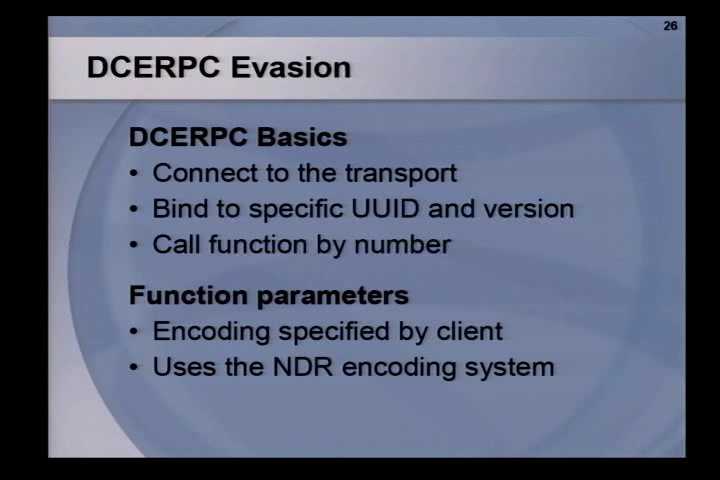 26
DCERPC Evasion
DCERPC Basics
• Connect to the transport
• Bind to specific UUID and version
• Call function by number
Function parameters
• Encoding specified by client
• Uses the NDR encoding system